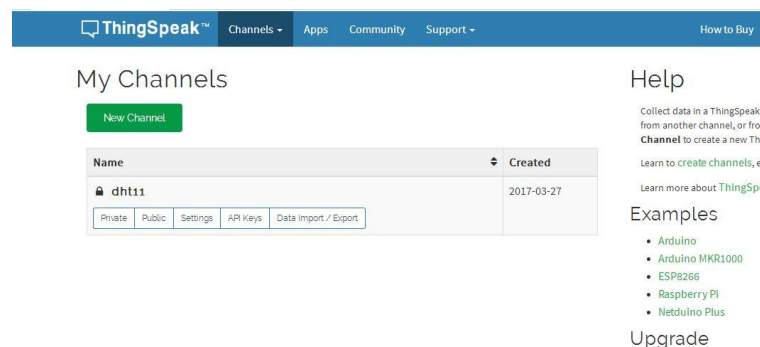 ThingSpeak™ Channels Apps Community Support How to Buy
My Channels
New Channel
Name Created
dht11 2017-03-27
Private Public Settings API Keys Data Import / Export
Help
Collect data in a ThingSpeak
from another channel, or fro
Channel to create a new Th
Learn to create channels, e
Learn more about ThingSp
Examples
Arduino
Arduino MKR1000
ESP8266
Raspberry Pi
Netduino Plus
Upgrade